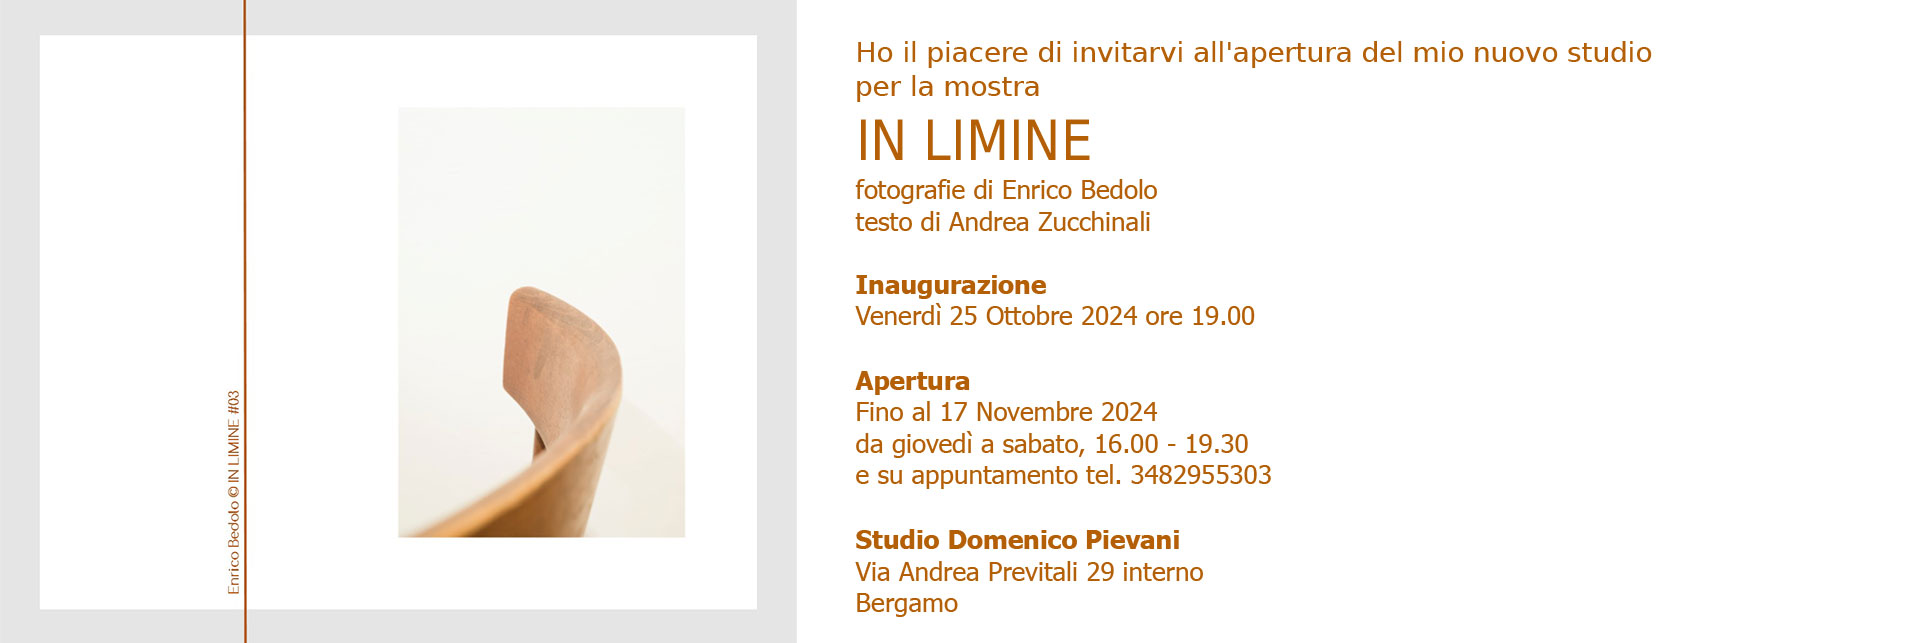 Enrico Bedolo © IN LIMINE #03
Ho il piacere di invitarvi all'apertura del mio nuovo studio
per la mostra
IN LIMINE
fotografie di Enrico Bedolo
testo di Andrea Zucchinali
Inaugurazione
Venerdì 25 Ottobre 2024 ore 19.00
Apertura
Fino al 17 Novembre 2024
da giovedì a sabato, 16.00 - 19.30
e su appuntamento tel. 3482955303
Studio Domenico Pievani
Via Andrea Previtali 29 interno
Bergamo